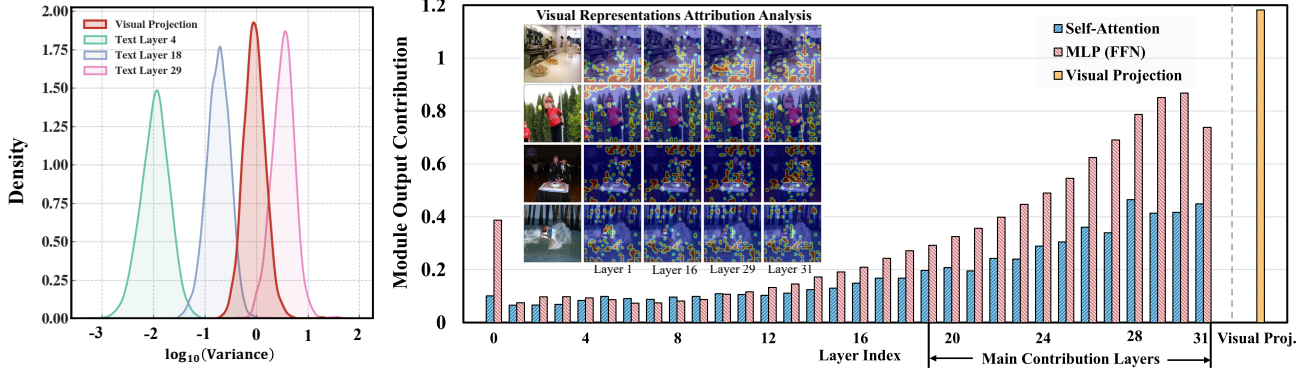 2.00
1.75
1.50
1.25
1.00
0.75
0.50
0.25
0.00
Density
Visual Projection
Text Layer 4
Text Layer 18
Text Layer 29
-3 -2 -1 0 1 2
log10(Variance)
1.2
1
0.8
0.6
0.4
0.2
0
Module Output Contribution
Visual Representations Attribution Analysis
Layer 1 Layer 16 Layer 29 Layer 31
Self-Attention
MLP (FFN)
Visual Projection
0 4 8 12 16 20 24 28 31 Visual Proj.
Layer Index
Main Contribution Layers